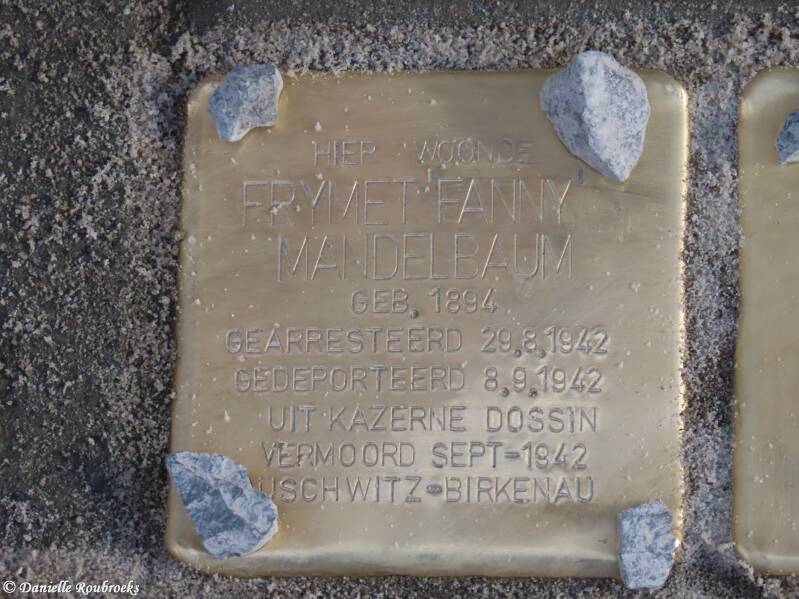 HIER WOONDE
FRYMET 'FANNY'
MANDELBAUM
GEB. 1894
GEARRESTEERD 29.8.1942
GEDEPORTEERD 8.9.1942
UIT KAZERNE DOSSIN
VERMOORD SEPT-1942
AUSCHWITZ-BIRKENAU
© Danielle Roubroeks